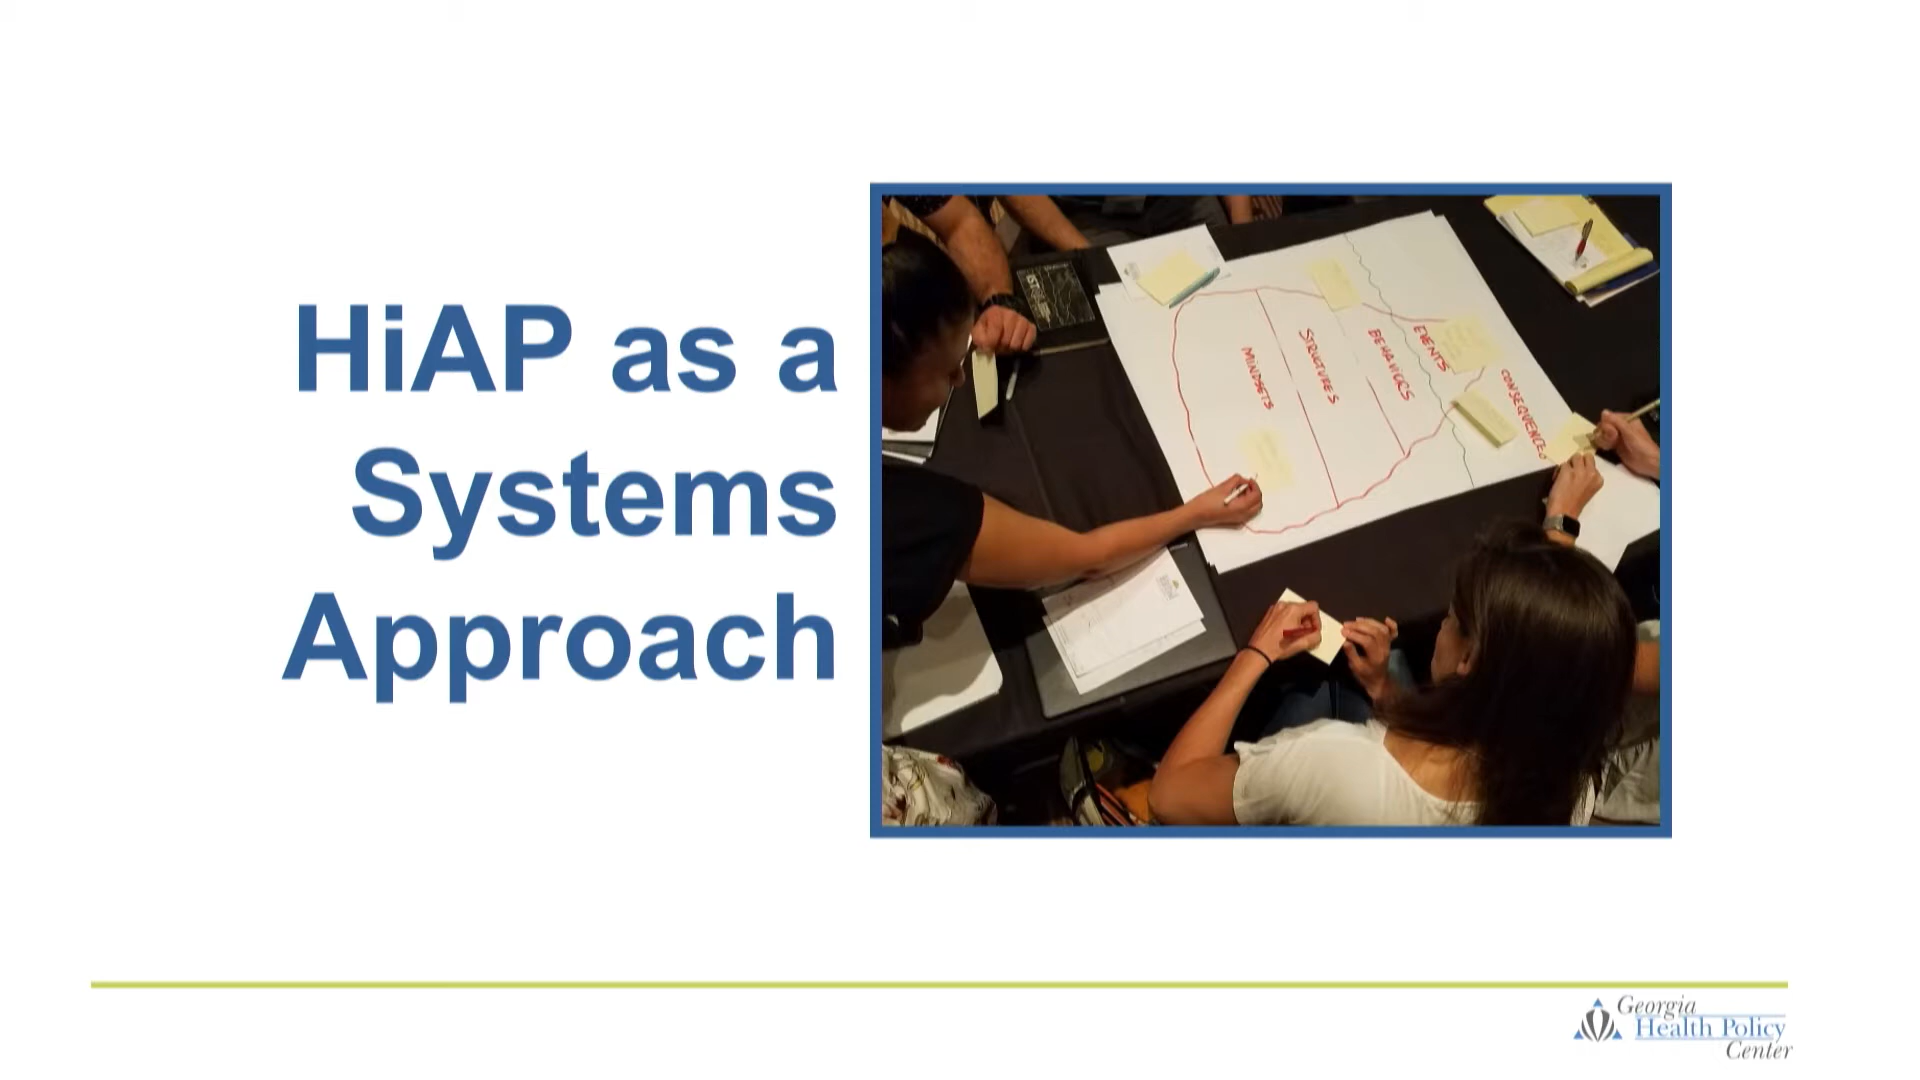 HiAP as a
Systems
Approach
MINDSETS
STRUCTURES
BEHAVIORS
EVENTS
CONSEQUENCES
Georgia
Health Policy
Center